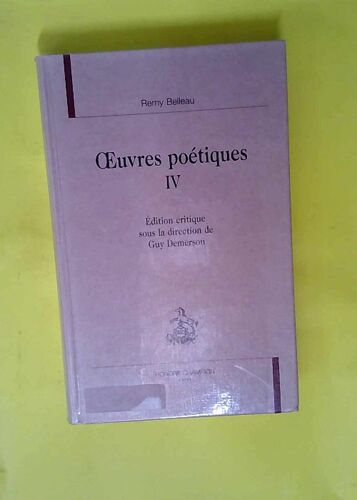 Remy Belleau
Œuvres poétiques
IV
Édition critique
sous la direction de
Guy Demerson
HONORÉ CHAMPION